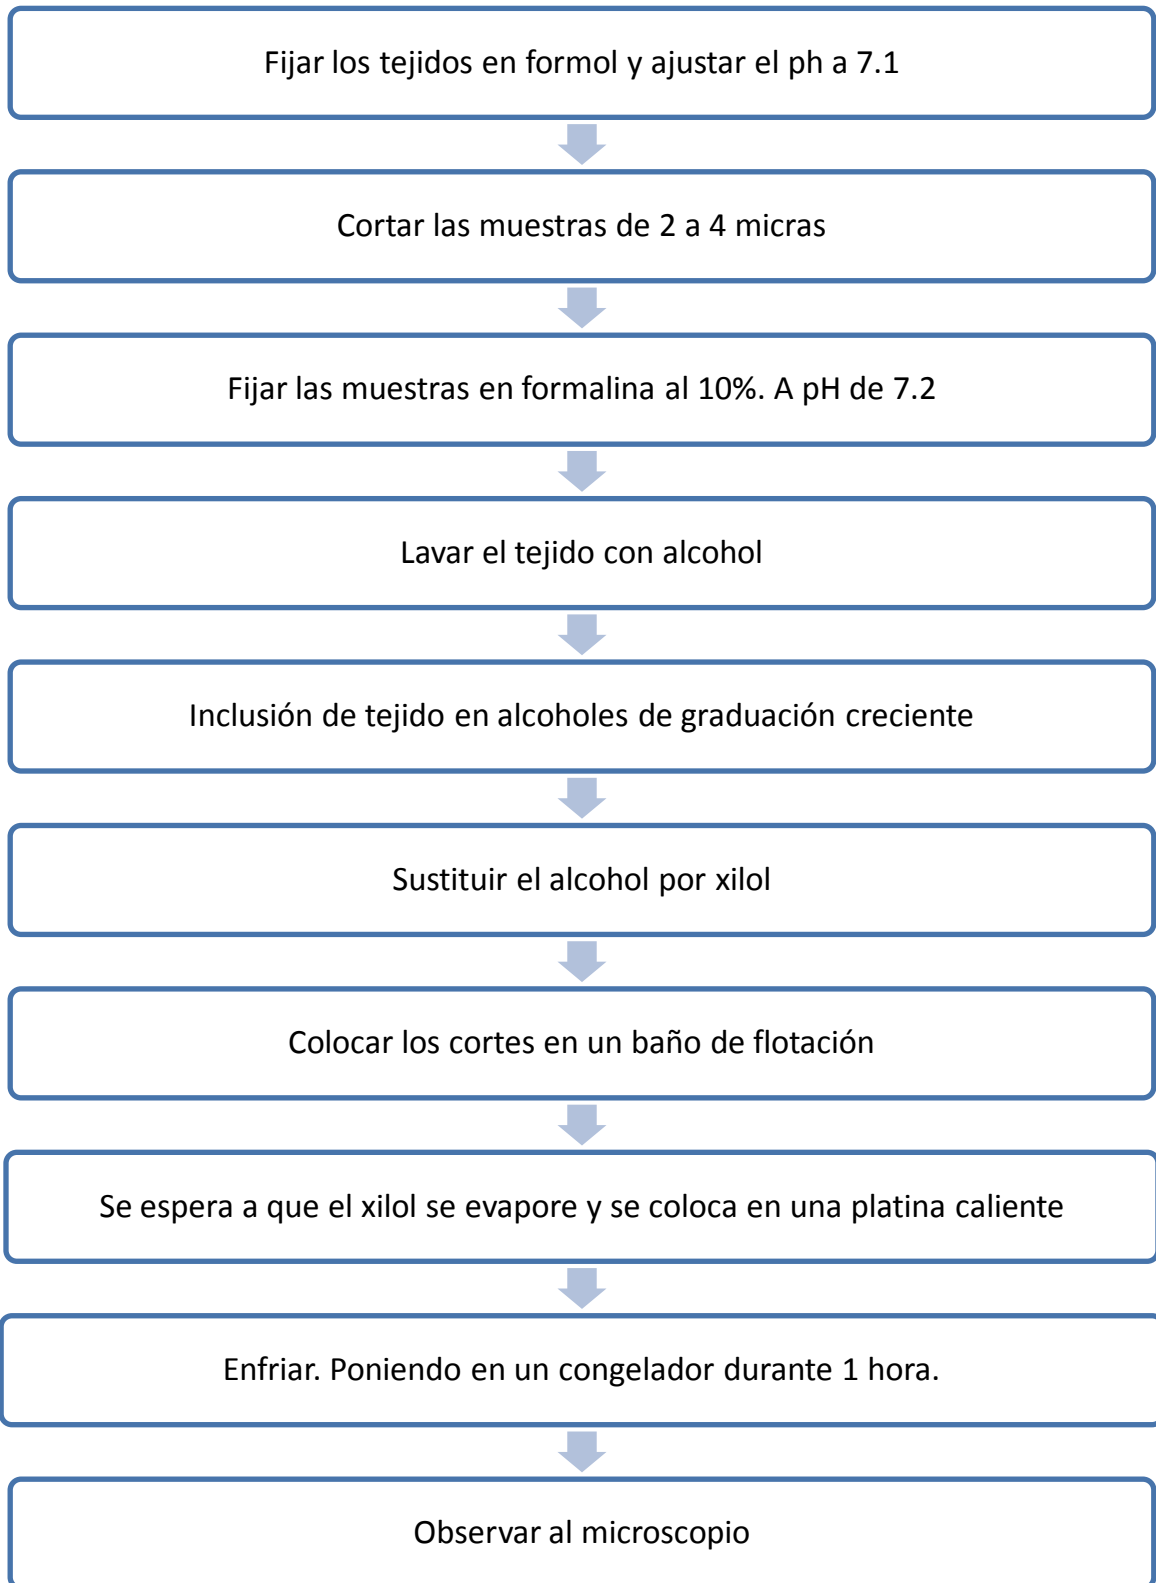 Fijar los tejidos en formol y ajustar el ph a 7.1
Cortar las muestras de 2 a 4 micras
Fijar las muestras en formalina al 10%. A pH de 7.2
Lavar el tejido con alcohol
Inclusión de tejido en alcoholes de graduación creciente
Sustituir el alcohol por xilol
Colocar los cortes en un baño de flotación
Se espera a que el xilol se evapore y se coloca en una platina caliente
Enfriar. Poniendo en un congelador durante 1 hora.
Observar al microscopio